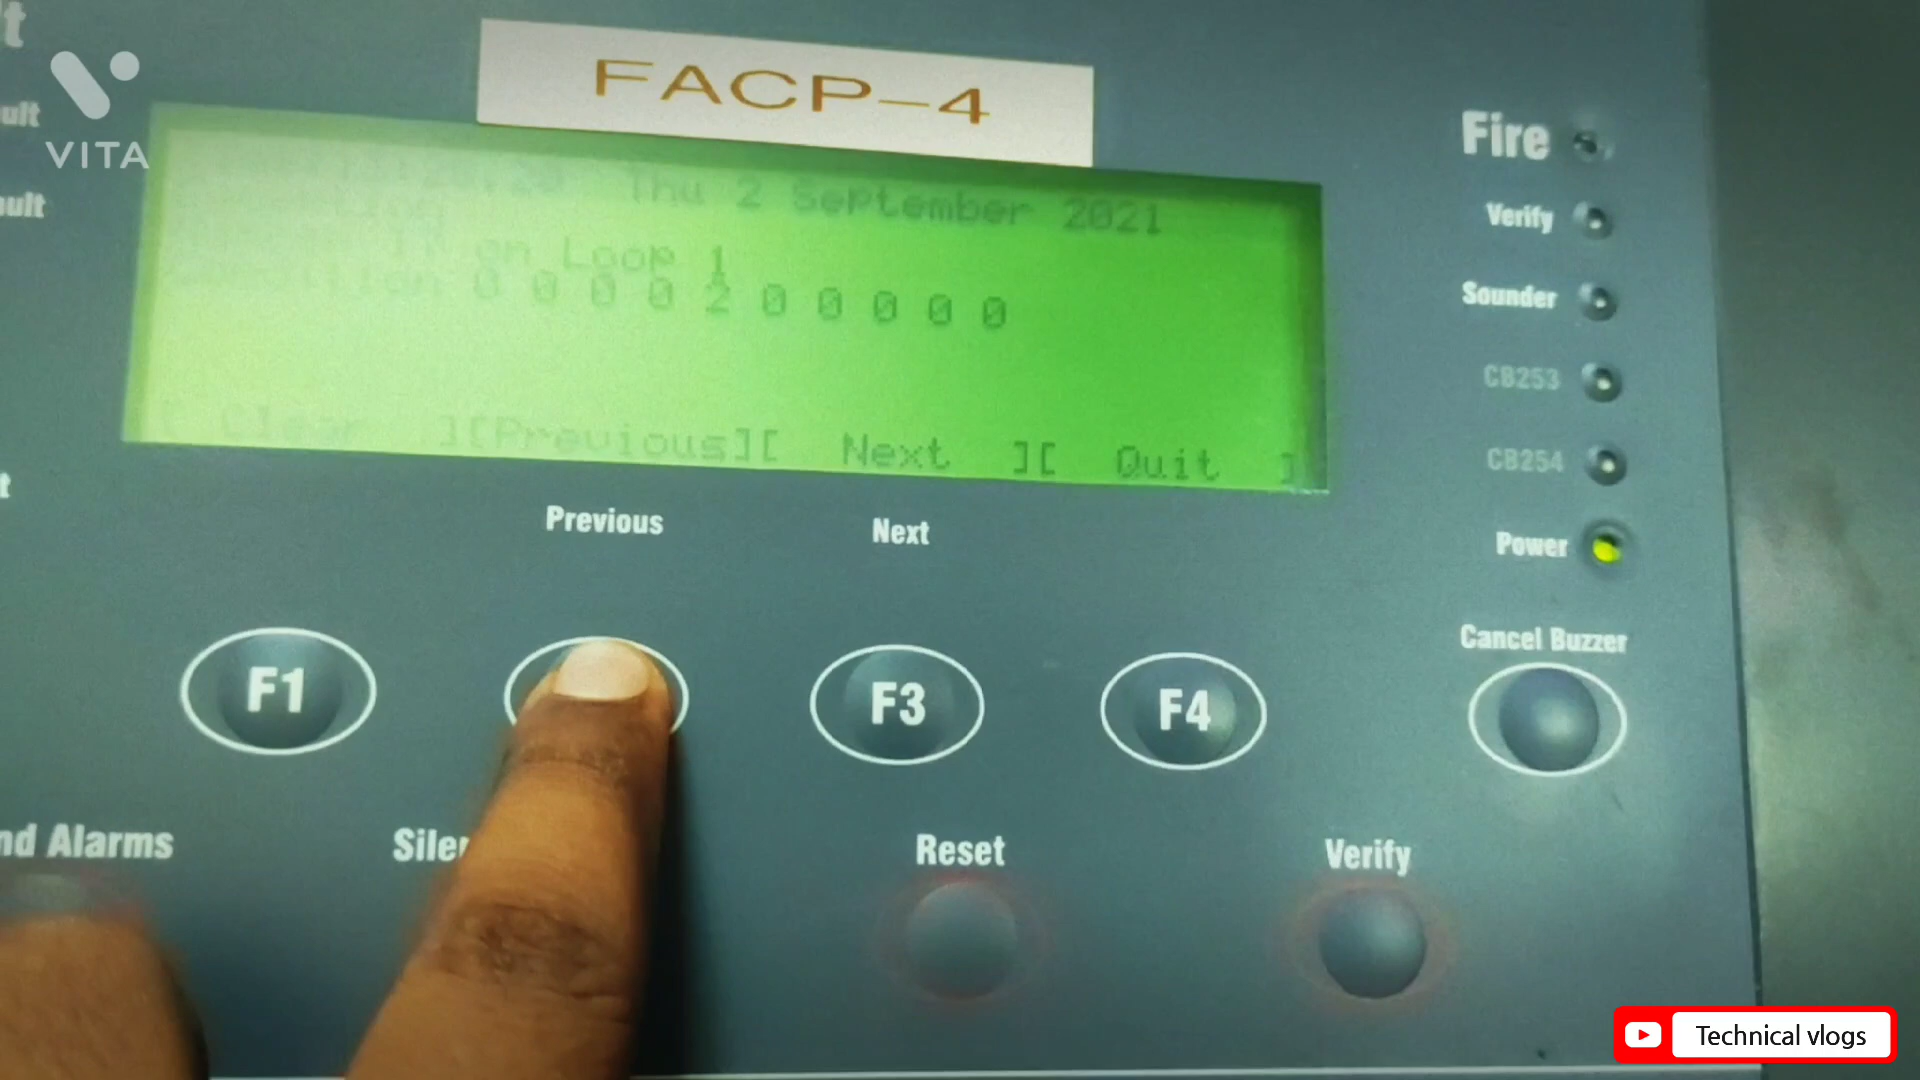 VITA
FACP-4
Thu 2 September 2021
on Loop 1
0 0 0 0 2 0 0 0 0 0
[ Clear ][Previous][ Next ][ Quit ]
Previous
Next
Fire
Verify
Sounder
CB253
CB254
Power
Cancel Buzzer
F1
F3
F4
Alarms
Reset
Verify
Technical vlogs